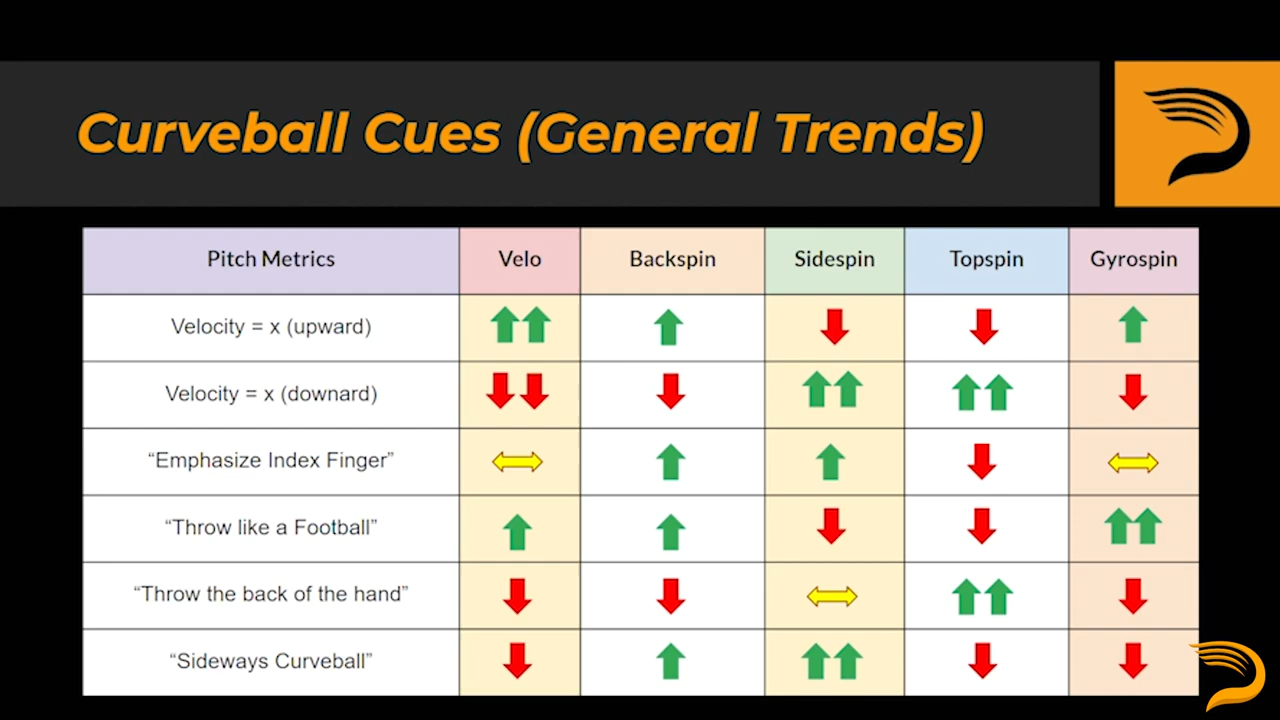 Curveball Cues (General Trends)
Pitch Metrics Velo Backspin Sidespin Topspin Gyrospin
Velocity = x (upward)
Velocity = x (downard)
“Emphasize Index Finger”
“Throw like a Football”
“Throw the back of the hand”
“Sideways Curveball”